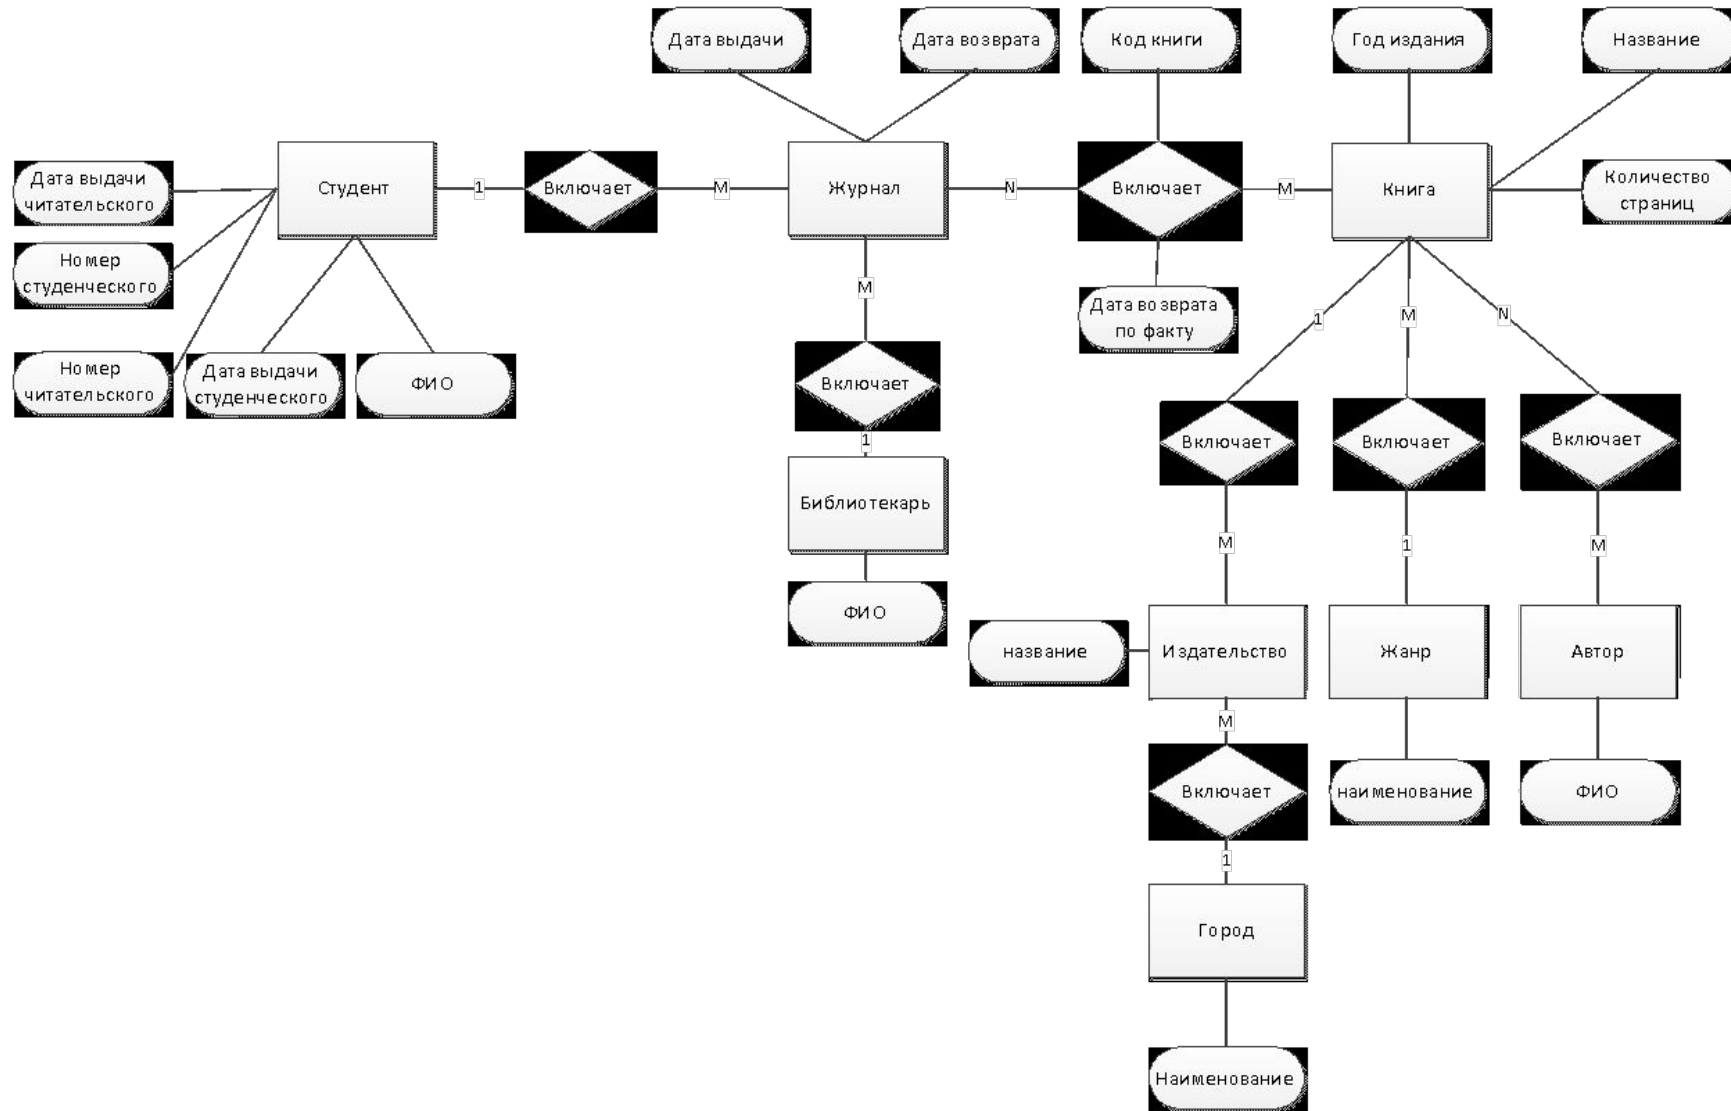 Дата выдачи
Дата возврата
Код книги
Год издания
Название
Дата выдачи
читательского
Студент
1
Включает
М
Журнал
N
Включает
М
Книга
Количество
страниц
Номер
студенческого
М
Дата возврата
по факту
1
М
N
Номер
читательского
Дата выдачи
студенческого
ФИО
Включает
1
Включает
Включает
Включает
Библиотекарь
М
1
М
ФИО
название
Издательство
Жанр
Автор
М
Включает
наименование
ФИО
1
Город
Наименование